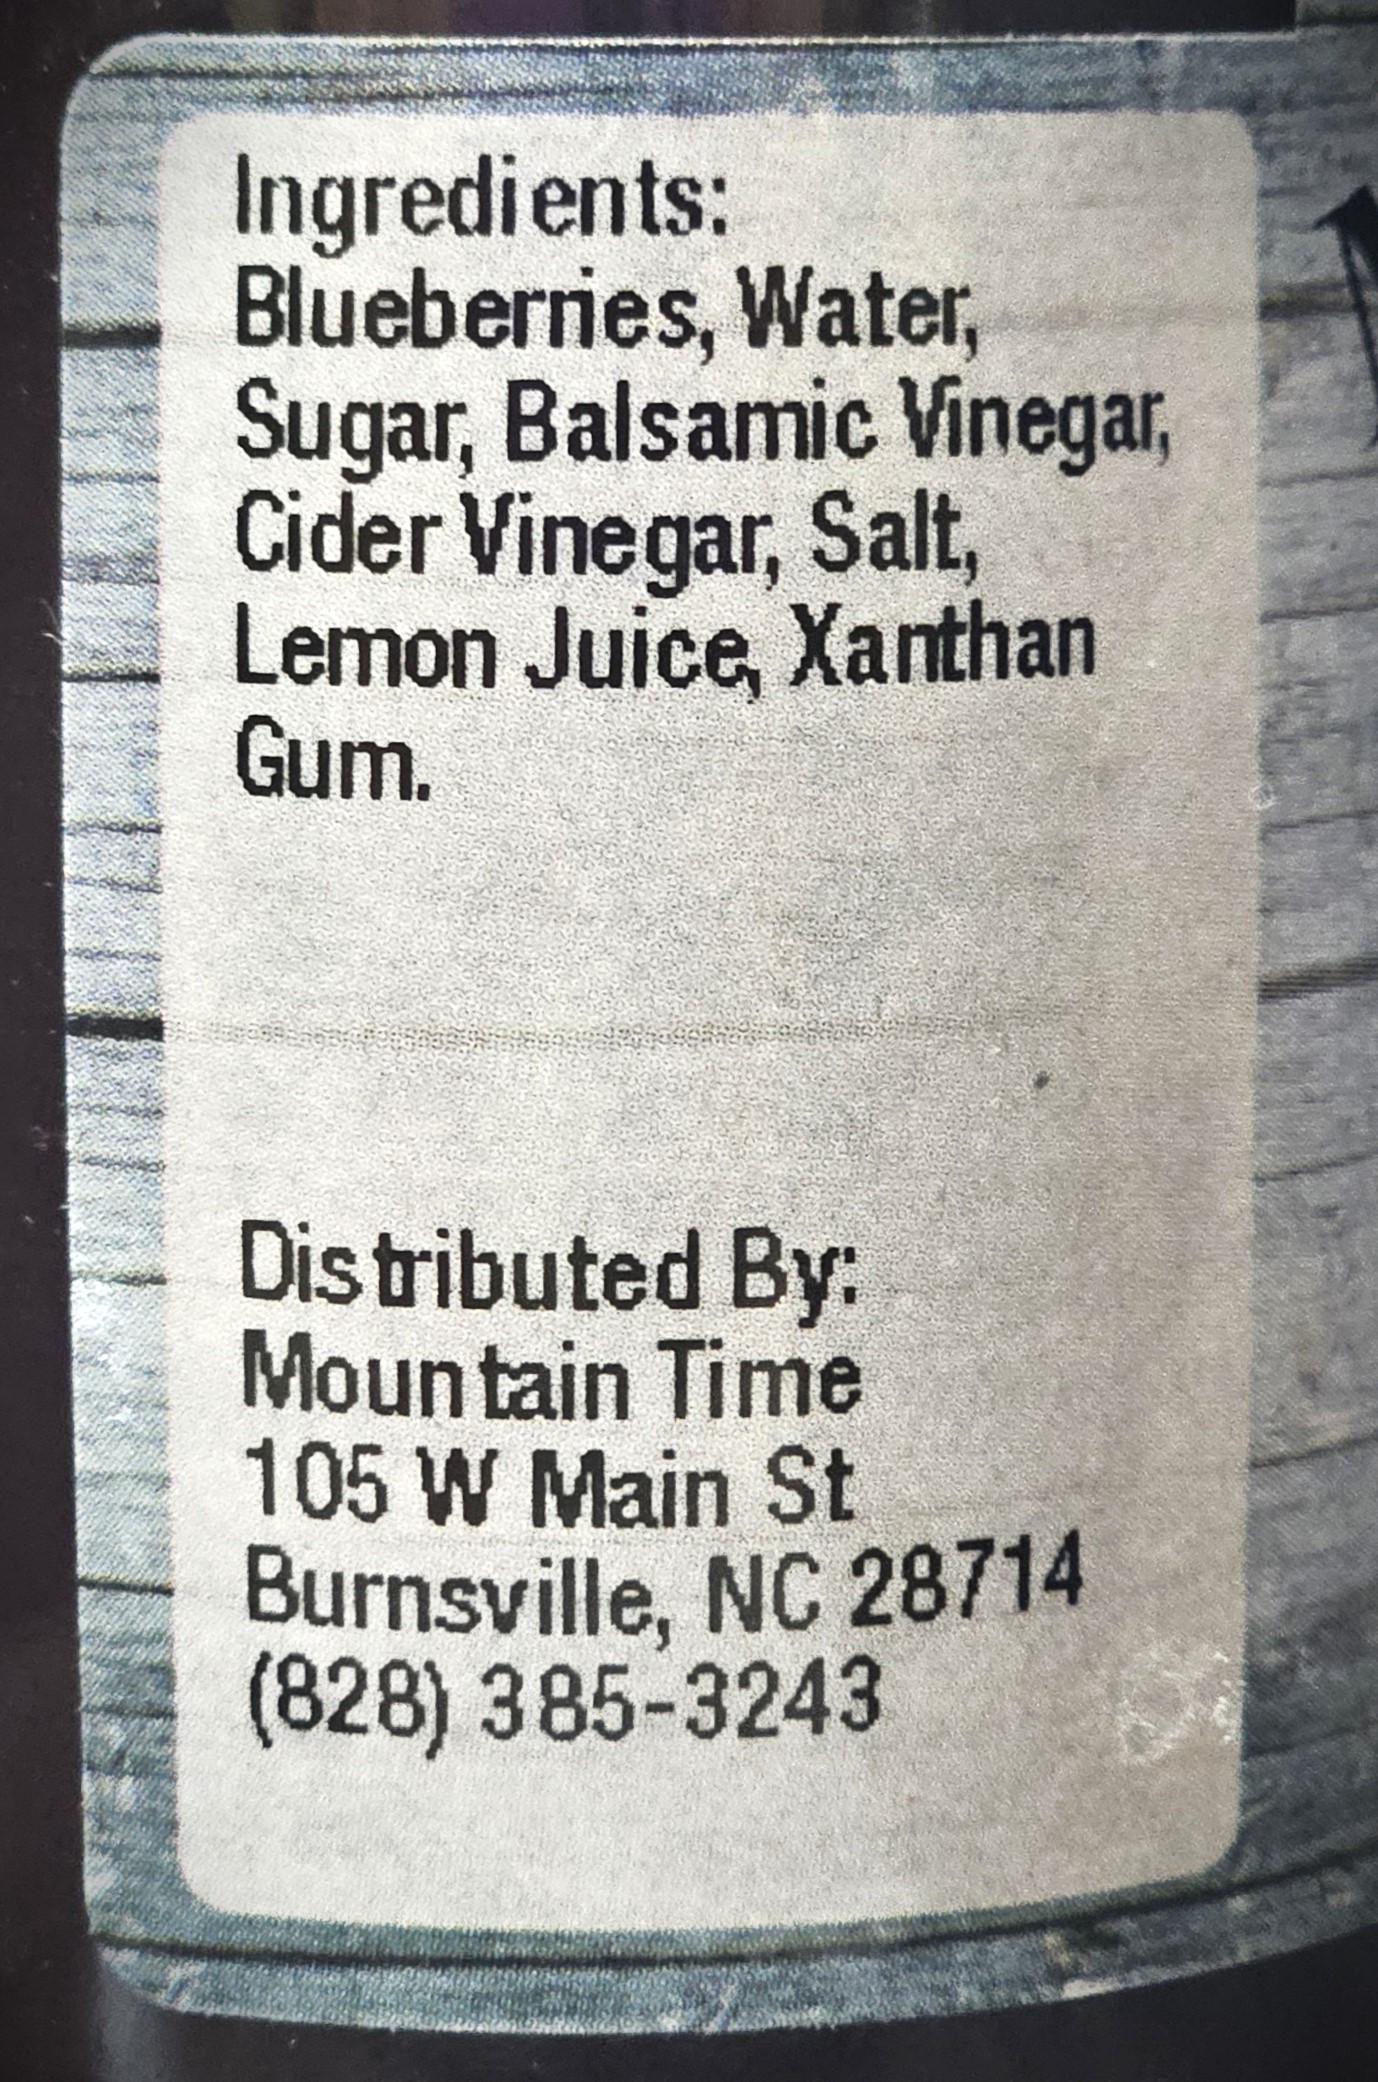 Ingredients:
Blueberries, Water,
Sugar, Balsamic Vinegar,
Cider Vinegar, Salt,
Lemon Juice, Xanthan
Gum.
Distributed By:
Mountain Time
105 W Main St
Burnsville, NC 28714
(828) 385-3243